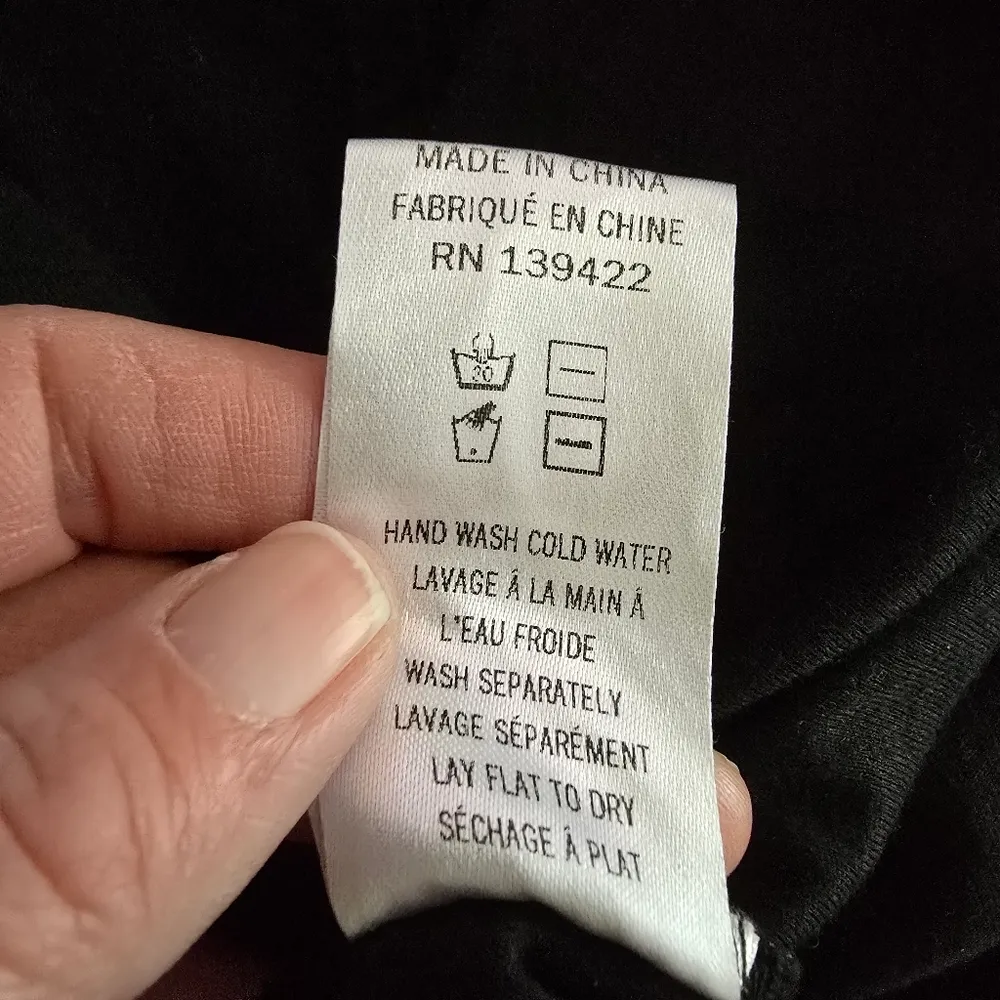 MADE IN CHINA
FABRIQUÉ EN CHINE
RN 139422
30
HAND WASH COLD WATER
LAVAGE Á LA MAIN Á
L'EAU FROIDE
WASH SEPARATELY
LAVAGE SÉPARÉMENT
LAY FLAT TO DRY
SÉCHAGE Á PLAT